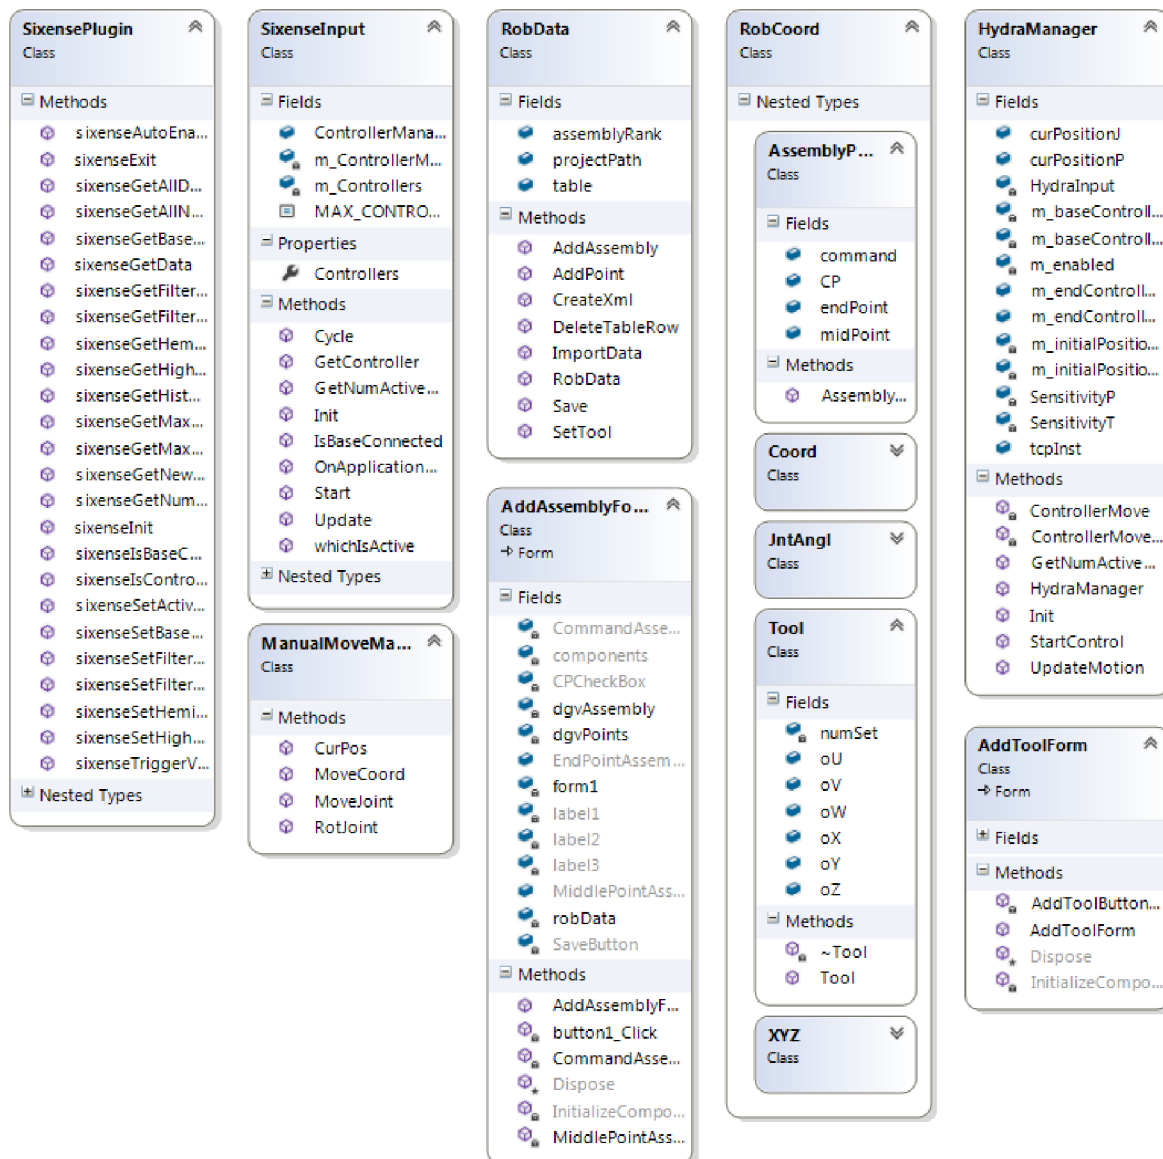 SixensePlugin
Class
Methods
sixenseAutoEna...
sixenseExit
sixenseGetAllD...
sixenseGetAllN...
sixenseGetBase...
sixenseGetData
sixenseGetFilter...
sixenseGetFilter...
sixenseGetHem...
sixenseGetHigh...
sixenseGetHist...
sixenseGetMax...
sixenseGetMax...
sixenseGetNew...
sixenseGetNum...
sixenseInit
sixenseIsBaseC...
sixenseIsContro...
sixenseSetActiv...
sixenseSetBase...
sixenseSetFilter...
sixenseSetFilter...
sixenseSetHemi...
sixenseSetHigh...
sixenseTriggerV...
Nested Types
SixenseInput
Class
Fields
ControllerMana...
m_ControllerM...
m_Controllers
MAX_CONTRO...
Properties
Controllers
Methods
Cycle
GetController
GetNumActive...
Init
IsBaseConnected
OnApplication...
Start
Update
whichIsActive
Nested Types
ManualMoveMa...
Class
Methods
CurPos
MoveCoord
MoveJoint
RotJoint
RobData
Class
Fields
assemblyRank
projectPath
table
Methods
AddAssembly
AddPoint
CreateXml
DeleteTableRow
ImportData
RobData
Save
SetTool
AddAssemblyFo...
Class
Form
Fields
CommandAsse...
components
CPCheckBox
dgvAssembly
dgvPoints
EndPointAssem...
form1
label1
label2
label3
MiddlePointAss...
robData
SaveButton
Methods
AddAssemblyF...
button1_Click
CommandAsse...
Dispose
InitializeCompo...
MiddlePointAss...
RobCoord
Class
Nested Types
AssemblyP...
Class
Fields
command
CP
endPoint
midPoint
Methods
Assembly...
Coord
Class
JntAngl
Class
Tool
Class
Fields
numSet
oU
oV
oW
oX
oY
oZ
Methods
~Tool
Tool
XYZ
Class
HydraManager
Class
Fields
curPositionJ
curPositionP
HydraInput
m_baseControll...
m_baseControll...
m_enabled
m_endControll...
m_endControll...
m_initialPositio...
m_initialPositio...
SensitivityP
SensitivityT
tcpInst
Methods
ControllerMove
ControllerMove...
GetNumActive...
HydraManager
Init
StartControl
UpdateMotion
AddToolForm
Class
Form
Fields
Methods
AddToolButton...
AddToolForm
Dispose
InitializeCompo...